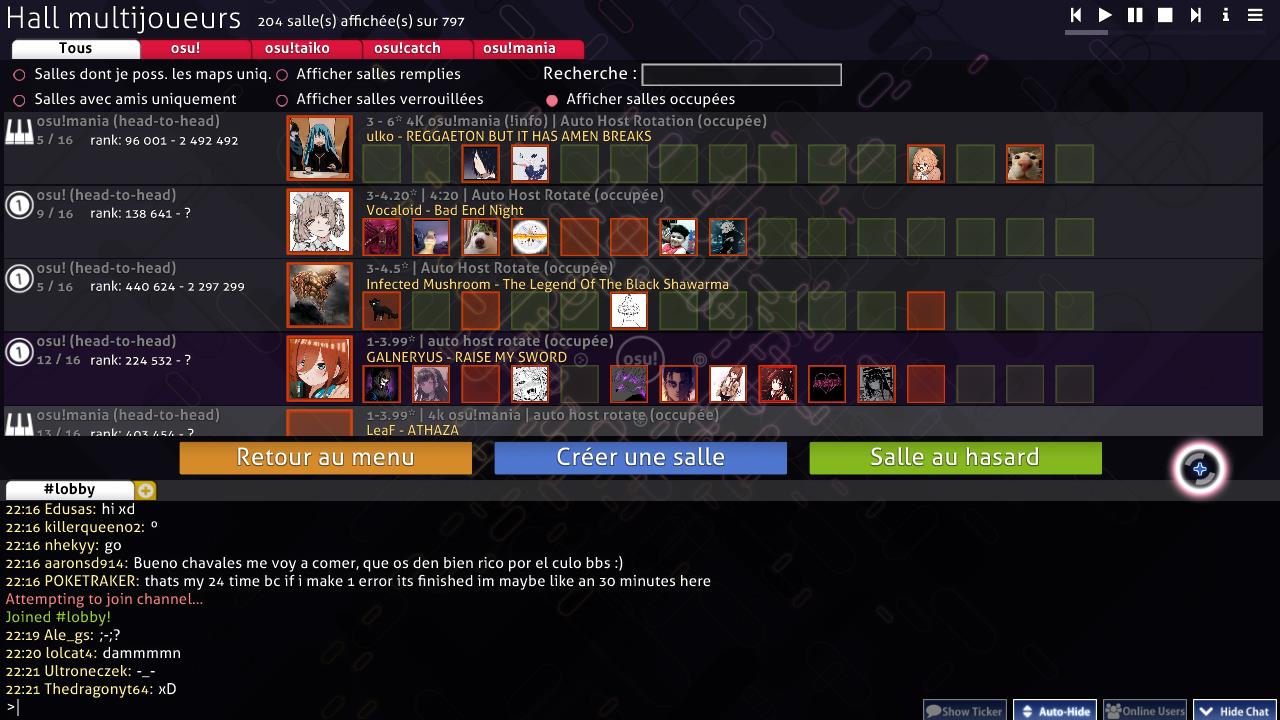 Hall multijoueurs 204 salle(s) affichée(s) sur 797
Tous osu! osu!taiko osu!catch osu!mania
Salles dont je poss. les maps uniq. Afficher salles remplies Recherche :
Salles avec amis uniquement Afficher salles verrouillées Afficher salles occupées
osu!mania (head-to-head) 3 - 6☆ 4K osu!mania (!info) | Auto Host Rotation (occupée)
5 / 16 rank: 96 001 - 2 492 492 ulko - REGGAETON BUT IT HAS AMEN BREAKS
osu! (head-to-head) 3-4.20☆ | 4:20 | Auto Host Rotate (occupée)
9 / 16 rank: 138 641 - ? Vocaloid - Bad End Night
osu! (head-to-head) 3-4.5☆ | Auto Host Rotate (occupée)
5 / 16 rank: 440 624 - 2 297 299 Infected Mushroom - The Legend Of The Black Shawarma
osu! (head-to-head) 1-3.99☆ | auto host rotate (occupée)
12 / 16 rank: 224 532 - ? GALNERYUS - RAISE MY SWORD
osu!
osu!mania (head-to-head) 1-3.99☆ | 4k osu!mania | auto host rotate (occupée)
13 / 16 rank: 403 454 - ? LeaF - ATHAZA
Retour au menu Créer une salle Salle au hasard
#lobby
22:16 Edusas: hi xd
22:16 killerqueen02: º
22:16 nhekyy: go
22:16 aaronsd914: Bueno chavales me voy a comer, que os den bien rico por el culo bbs :)
22:16 POKETRAKER: thats my 24 time bc if i make 1 error its finished im maybe like an 30 minutes here
Attempting to join channel...
Joined #lobby!
22:19 Ale_gs: ;-;?
22:20 lolcat4: dammmmn
22:21 Ultroneczek: -_-
22:21 Thedragonyt64: xD
>|
Show Ticker Auto-Hide Online Users Hide Chat